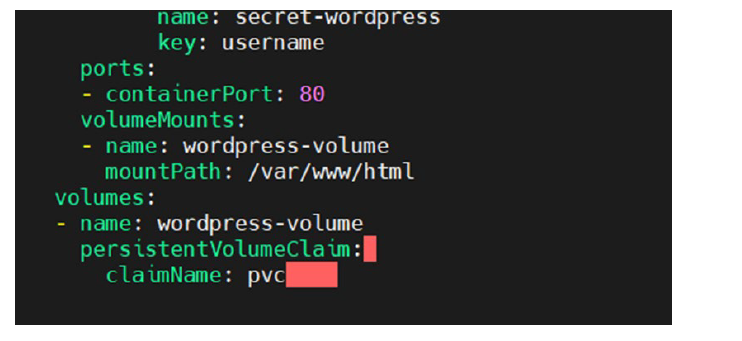 name: secret-wordpress
key: username
ports:
- containerPort: 80
volumeMounts:
- name: wordpress-volume
mountPath: /var/www/html
volumes:
- name: wordpress-volume
persistentVolumeClaim:
claimName: pvc